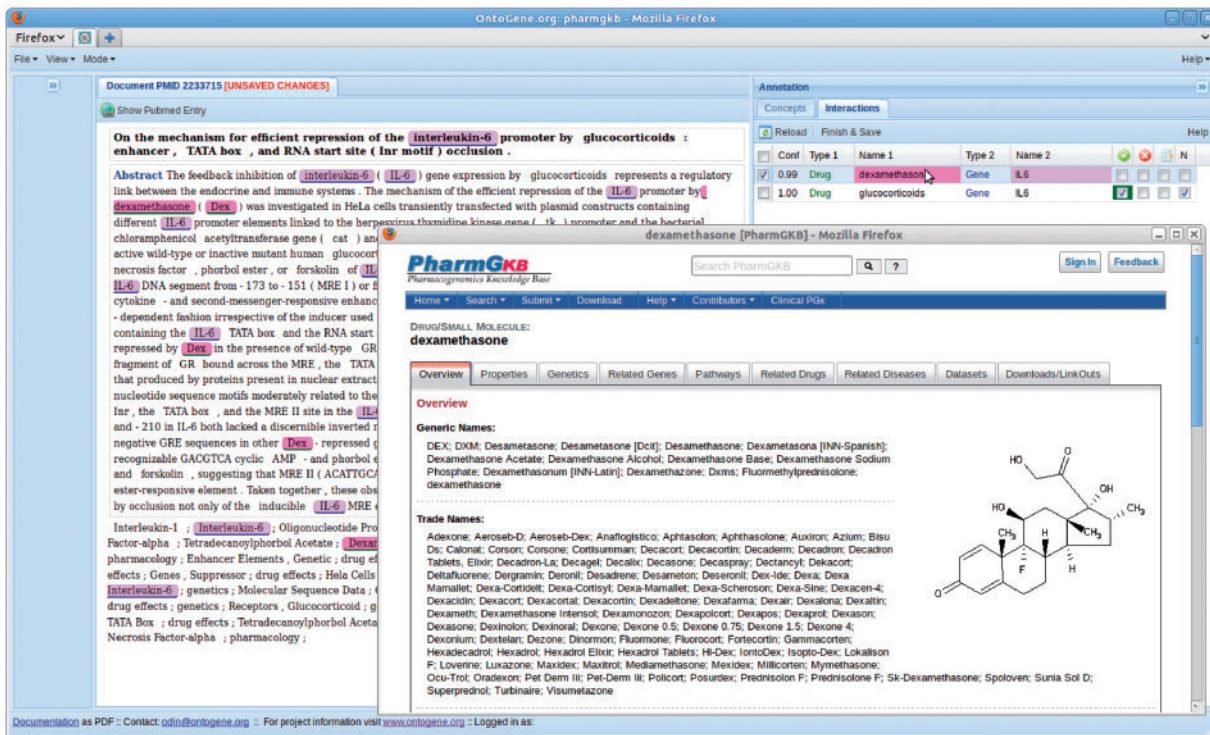 OntoGene.org: pharmgkb - Mozilla Firefox
Firefox
File View Mode Help
Document PMID 2233715 [UNSAVED CHANGES]
Show Pubmed Entry
On the mechanism for efficient repression of the interleukin-6 promoter by glucocorticoids :
enhancer , TATA box , and RNA start site ( Inr motif ) occlusion .
Abstract The feedback inhibition of interleukin-6 ( IL-6 ) gene expression by glucocorticoids represents a regulatory
link between the endocrine and immune systems . The mechanism of the efficient repression of the IL-6 promoter by
dexamethasone ( Dex ) was investigated in HeLa cells transiently transfected with plasmid constructs containing
different IL-6 promoter elements linked to the herpesvirus thymidine kinase gene ( tk ) promoter and the bacterial
chloramphenicol acetyltransferase gene ( cat ) and
active wild-type or inactive mutant human glucocort
necrosis factor , phorbol ester , or forskolin of IL
IL-6 DNA segment from - 173 to - 151 ( MRE I ) or f
cytokine - and second-messenger-responsive enhanc
- dependent fashion irrespective of the inducer used
containing the IL-6 TATA box and the RNA start
repressed by Dex in the presence of wild-type GR
fragment of GR bound across the MRE , the TATA
that produced by proteins present in nuclear extract
nucleotide sequence motifs moderately related to the
Inr , the TATA box , and the MRE II site in the IL-
and - 210 in IL-6 both lacked a discernible inverted r
negative GRE sequences in other Dex - repressed g
recognizable GACGTCA cyclic AMP - and phorbol e
and forskolin , suggesting that MRE II ( ACATTGCA
ester-responsive element . Taken together , these obs
by occlusion not only of the inducible IL-6 MRE e
Interleukin-1 ; Interleukin-6 ; Oligonucleotide Pro
Factor-alpha ; Tetradecanoylphorbol Acetate ; Dexar
pharmacology ; Enhancer Elements , Genetic ; drug ef
effects ; Genes , Suppressor ; drug effects ; Hela Cells
Interleukin-6 ; genetics ; Molecular Sequence Data ;
drug effects ; genetics ; Receptors , Glucocorticoid ; g
TATA Box ; drug effects ; Tetradecanoylphorbol Aceta
Necrosis Factor-alpha ; pharmacology ;
Annotation
Concepts Interactions
Reload Finish & Save Help
Conf Type 1 Name 1 Type 2 Name 2 N
0.99 Drug dexamethason Gene IL6
1.00 Drug glucocorticoids Gene IL6
dexamethasone [PharmGKB] - Mozilla Firefox
PharmGKB
Pharmacogenomics Knowledge Base
Search PharmGKB ? Sign In Feedback
Home Search Submit Download Help Contributors Clinical PGx
DRUG/SMALL MOLECULE:
dexamethasone
Overview Properties Genetics Related Genes Pathways Related Drugs Related Diseases Datasets Downloads/LinkOuts
Overview
Generic Names:
DEX; DXM; Desametasone; Desametasone [Dcit]; Desamethasone; Dexametasona [INN-Spanish];
Dexamethasone Acetate; Dexamethasone Alcohol; Dexamethasone Base; Dexamethasone Sodium
Phosphate; Dexamethasonum [INN-Latin]; Dexamethazone; Dxms; Fluormethylprednisolone;
dexamethasone
Trade Names:
Adexone; Aeroseb-D; Aeroseb-Dex; Anaflogistico; Aphtasolon; Aphthasolone; Auxiron; Azium; Bisu
Ds; Calonat; Corson; Corsone; Cortisumman; Decacort; Decacortin; Decaderm; Decadron; Decadron
Tablets, Elixir; Decadron-La; Decagel; Decalix; Decasone; Decaspray; Dectancyl; Dekacort;
Deltafluorene; Dergramin; Deronil; Desadrene; Desameton; Deseronil; Dex-Ide; Dexa; Dexa
Mamallet; Dexa-Cortidelt; Dexa-Cortisyl; Dexa-Mamallet; Dexa-Scheroson; Dexa-Sine; Dexacen-4;
Dexacidin; Dexacort; Dexacortal; Dexacortin; Dexadeltone; Dexafarma; Dexair; Dexalona; Dexaltin;
Dexameth; Dexamethasone Intensol; Dexamonozon; Dexapolcort; Dexapos; Dexaprol; Dexason;
Dexasone; Dexinolon; Dexinoral; Dexone; Dexone 0.5; Dexone 0.75; Dexone 1.5; Dexone 4;
Dexonium; Dextelan; Dezone; Dinormon; Fluormone; Fluorocort; Fortecortin; Gammacorten;
Hexadecadrol; Hexadrol; Hexadrol Elixir; Hexadrol Tablets; Hl-Dex; IontoDex; Isopto-Dex; Lokalison
F; Loverine; Luxazone; Maxidex; Maxitrol; Mediamethasone; Mexidex; Millicorten; Mymethasone;
Ocu-Trol; Oradexon; Pet Derm Iii; Pet-Derm Iii; Policort; Posurdex; Prednisolon F; Prednisolone F; Sk-Dexamethasone; Spoloven; Sunia Sol D;
Superprednol; Turbinaire; Visumetazone
HO
O
OH
HO
CH3
CH3
CH3
H
F
H
O
Documentation as PDF :: Contact: odin@ontogene.org :: For project information visit www.ontogene.org :: Logged in as: